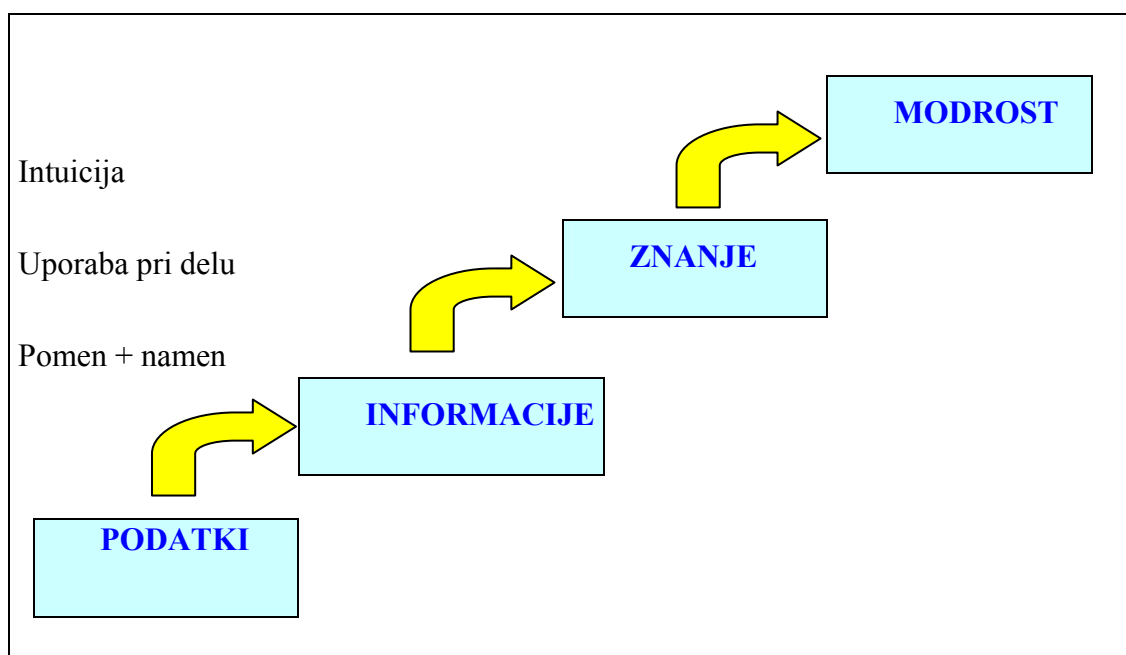 MODROST
Intuicija
ZNANJE
Uporaba pri delu
Pomen + namen
INFORMACIJE
PODATKI